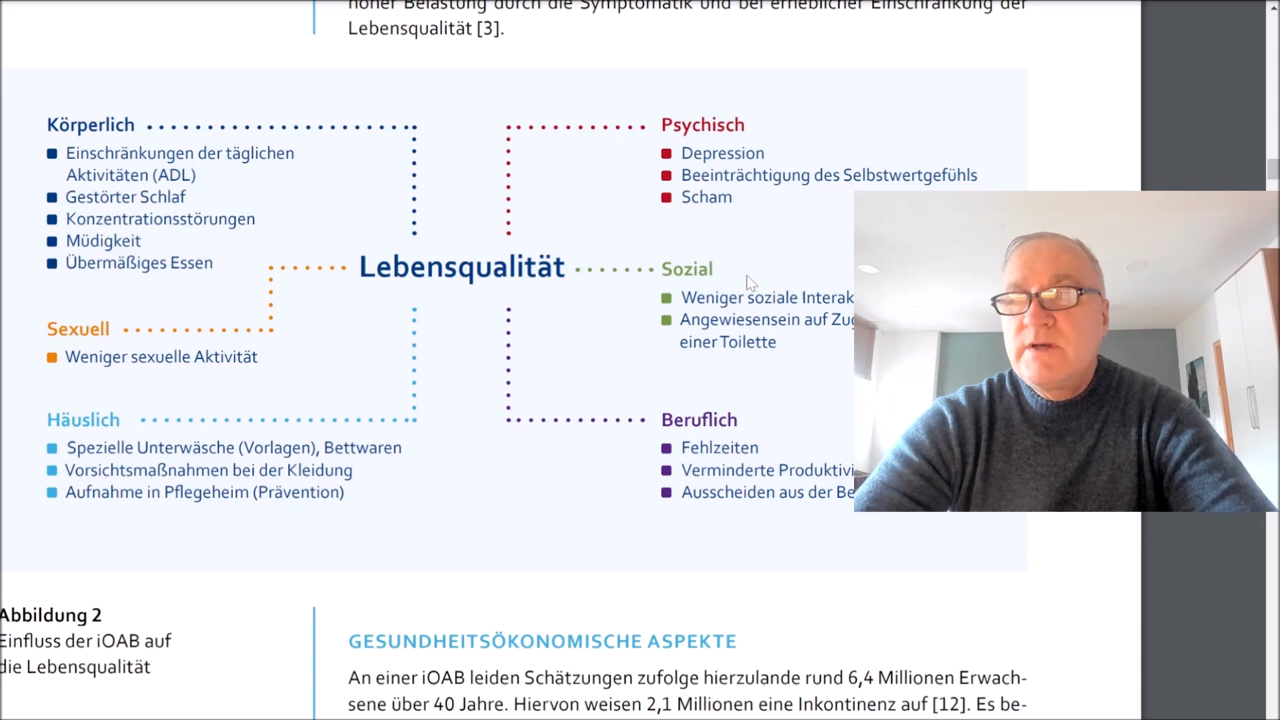 hoher Belastung durch die Symptomatik und bei erheblicher Einschränkung der
Lebensqualität [3].
Körperlich
Einschränkungen der täglichen
Aktivitäten (ADL)
Gestörter Schlaf
Konzentrationsstörungen
Müdigkeit
Übermäßiges Essen
Psychisch
Depression
Beeinträchtigung des Selbstwertgefühls
Scham
Lebensqualität
Sozial
Weniger soziale
Angewiesensein auf
einer Toilette
Sexuell
Weniger sexuelle Aktivität
Häuslich
Spezielle Unterwäsche (Vorlagen), Bettwaren
Vorsichtsmaßnahmen bei der Kleidung
Aufnahme in Pflegeheim (Prävention)
Beruflich
Fehlzeiten
Verminderte
Ausscheiden aus der
Abbildung 2
Einfluss der iOAB auf
die Lebensqualität
GESUNDHEITSÖKONOMISCHE ASPEKTE
An einer iOAB leiden Schätzungen zufolge hierzulande rund 6,4 Millionen Erwach-
sene über 40 Jahre. Hiervon weisen 2,1 Millionen eine Inkontinenz auf [12]. Es be-